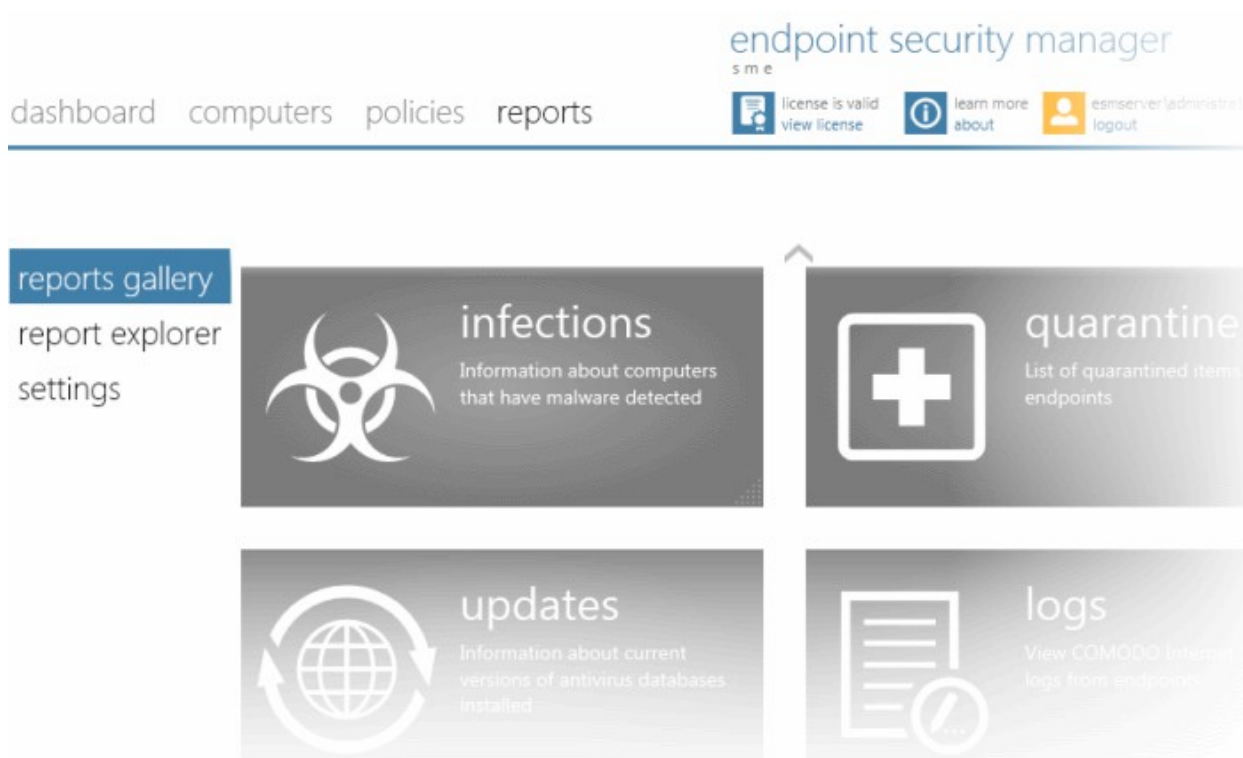 endpoint security manager
sme
dashboard computers policies reports
license is valid
view license
learn more
about
logout
reports gallery
report explorer
settings
infections
Information about computers
that have malware detected
quarantine
List of quarantined items
endpoints
updates
Information about current
versions of antivirus databases
installed
logs
View COMODO Internet
logs from endpoints